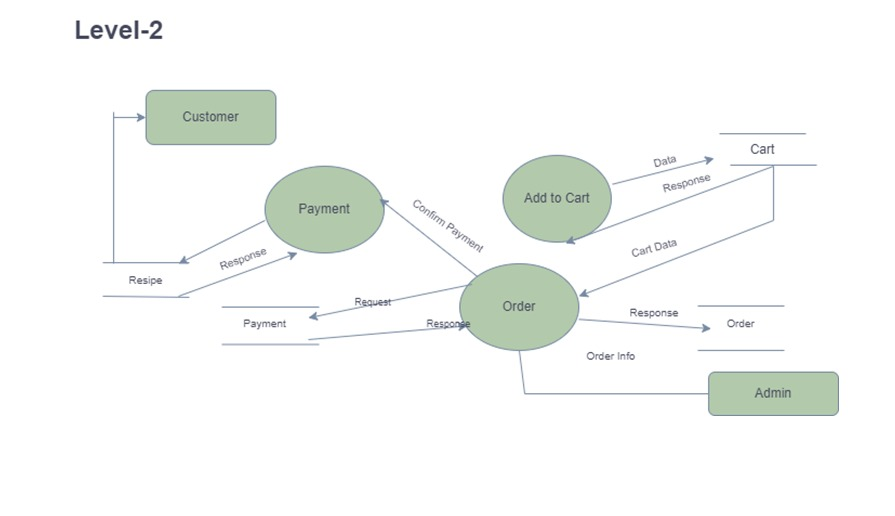 Level-2
Customer
Cart
Data
Response
Add to Cart
Payment
Confirm Payment
Cart Data
Response
Resipe
Order
Request
Payment
Response
Response
Order
Order Info
Admin